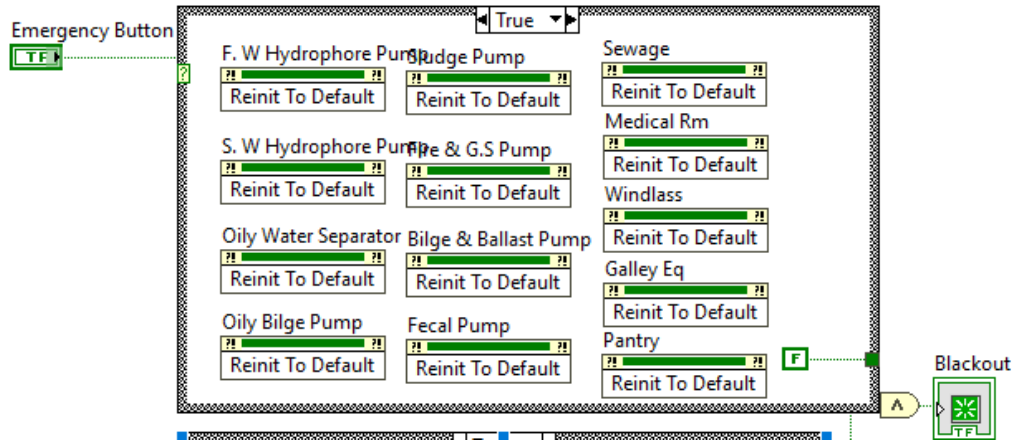 True
Emergency Button
TF
F. W Hydrophore Pump
?! ?!
Reinit To Default
Sludge Pump
?! ?!
Reinit To Default
Sewage
?! ?!
Reinit To Default
?
Medical Rm
?! ?!
Reinit To Default
S. W Hydrophore Pump
?! ?!
Reinit To Default
Fire & G.S Pump
?! ?!
Reinit To Default
Windlass
?! ?!
Reinit To Default
Oily Water Separator
?! ?!
Reinit To Default
Bilge & Ballast Pump
?! ?!
Reinit To Default
Galley Eq
?! ?!
Reinit To Default
Oily Bilge Pump
?! ?!
Reinit To Default
Fecal Pump
?! ?!
Reinit To Default
Pantry
?! ?!
Reinit To Default
F
Blackout
TF